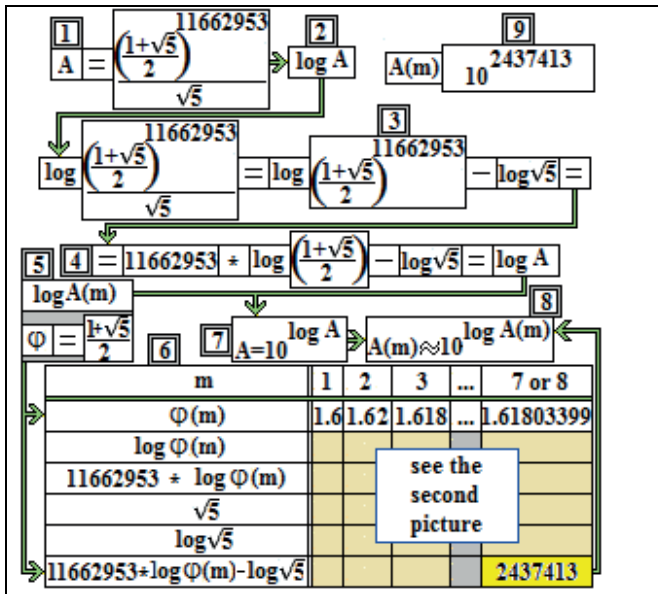 1 2 9
A = ((1+√5)/2)^11662953 / √5 log A A(m) 10^2437413
3
log ((1+√5)/2)^11662953 / √5 = log ((1+√5)/2)^11662953 − log√5 =
5 4 = 11662953 * log ((1+√5)/2) − log√5 = log A
logA(m) 8
φ = (1+√5)/2 6 7 A=10^log A A(m)≈10^log A(m)
m 1 2 3 ... 7 or 8
φ(m) 1.6 1.62 1.618 ... 1.61803399
log φ(m)
11662953 * log φ(m)
√5
log√5
11662953*logφ(m)-log√5 2437413
see the
second
picture